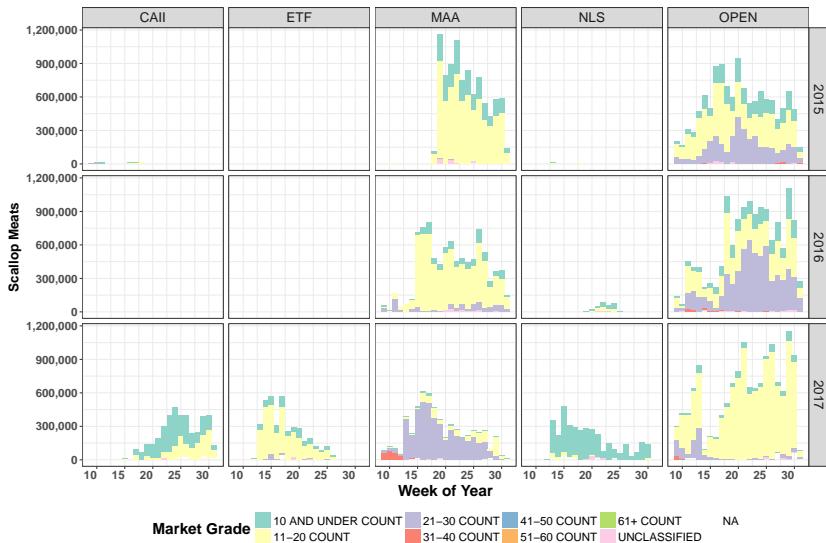 CAII ETF MAA NLS OPEN
1,200,000
900,000
600,000
300,000
0
2015
1,200,000
900,000
600,000
300,000
0
2016
1,200,000
900,000
600,000
300,000
0
2017
Scallop Meats
10 15 20 25 30 10 15 20 25 30 10 15 20 25 30 10 15 20 25 30 10 15 20 25 30
Week of Year
Market Grade
10 AND UNDER COUNT 21−30 COUNT 41−50 COUNT 61+ COUNT NA
11−20 COUNT 31−40 COUNT 51−60 COUNT UNCLASSIFIED